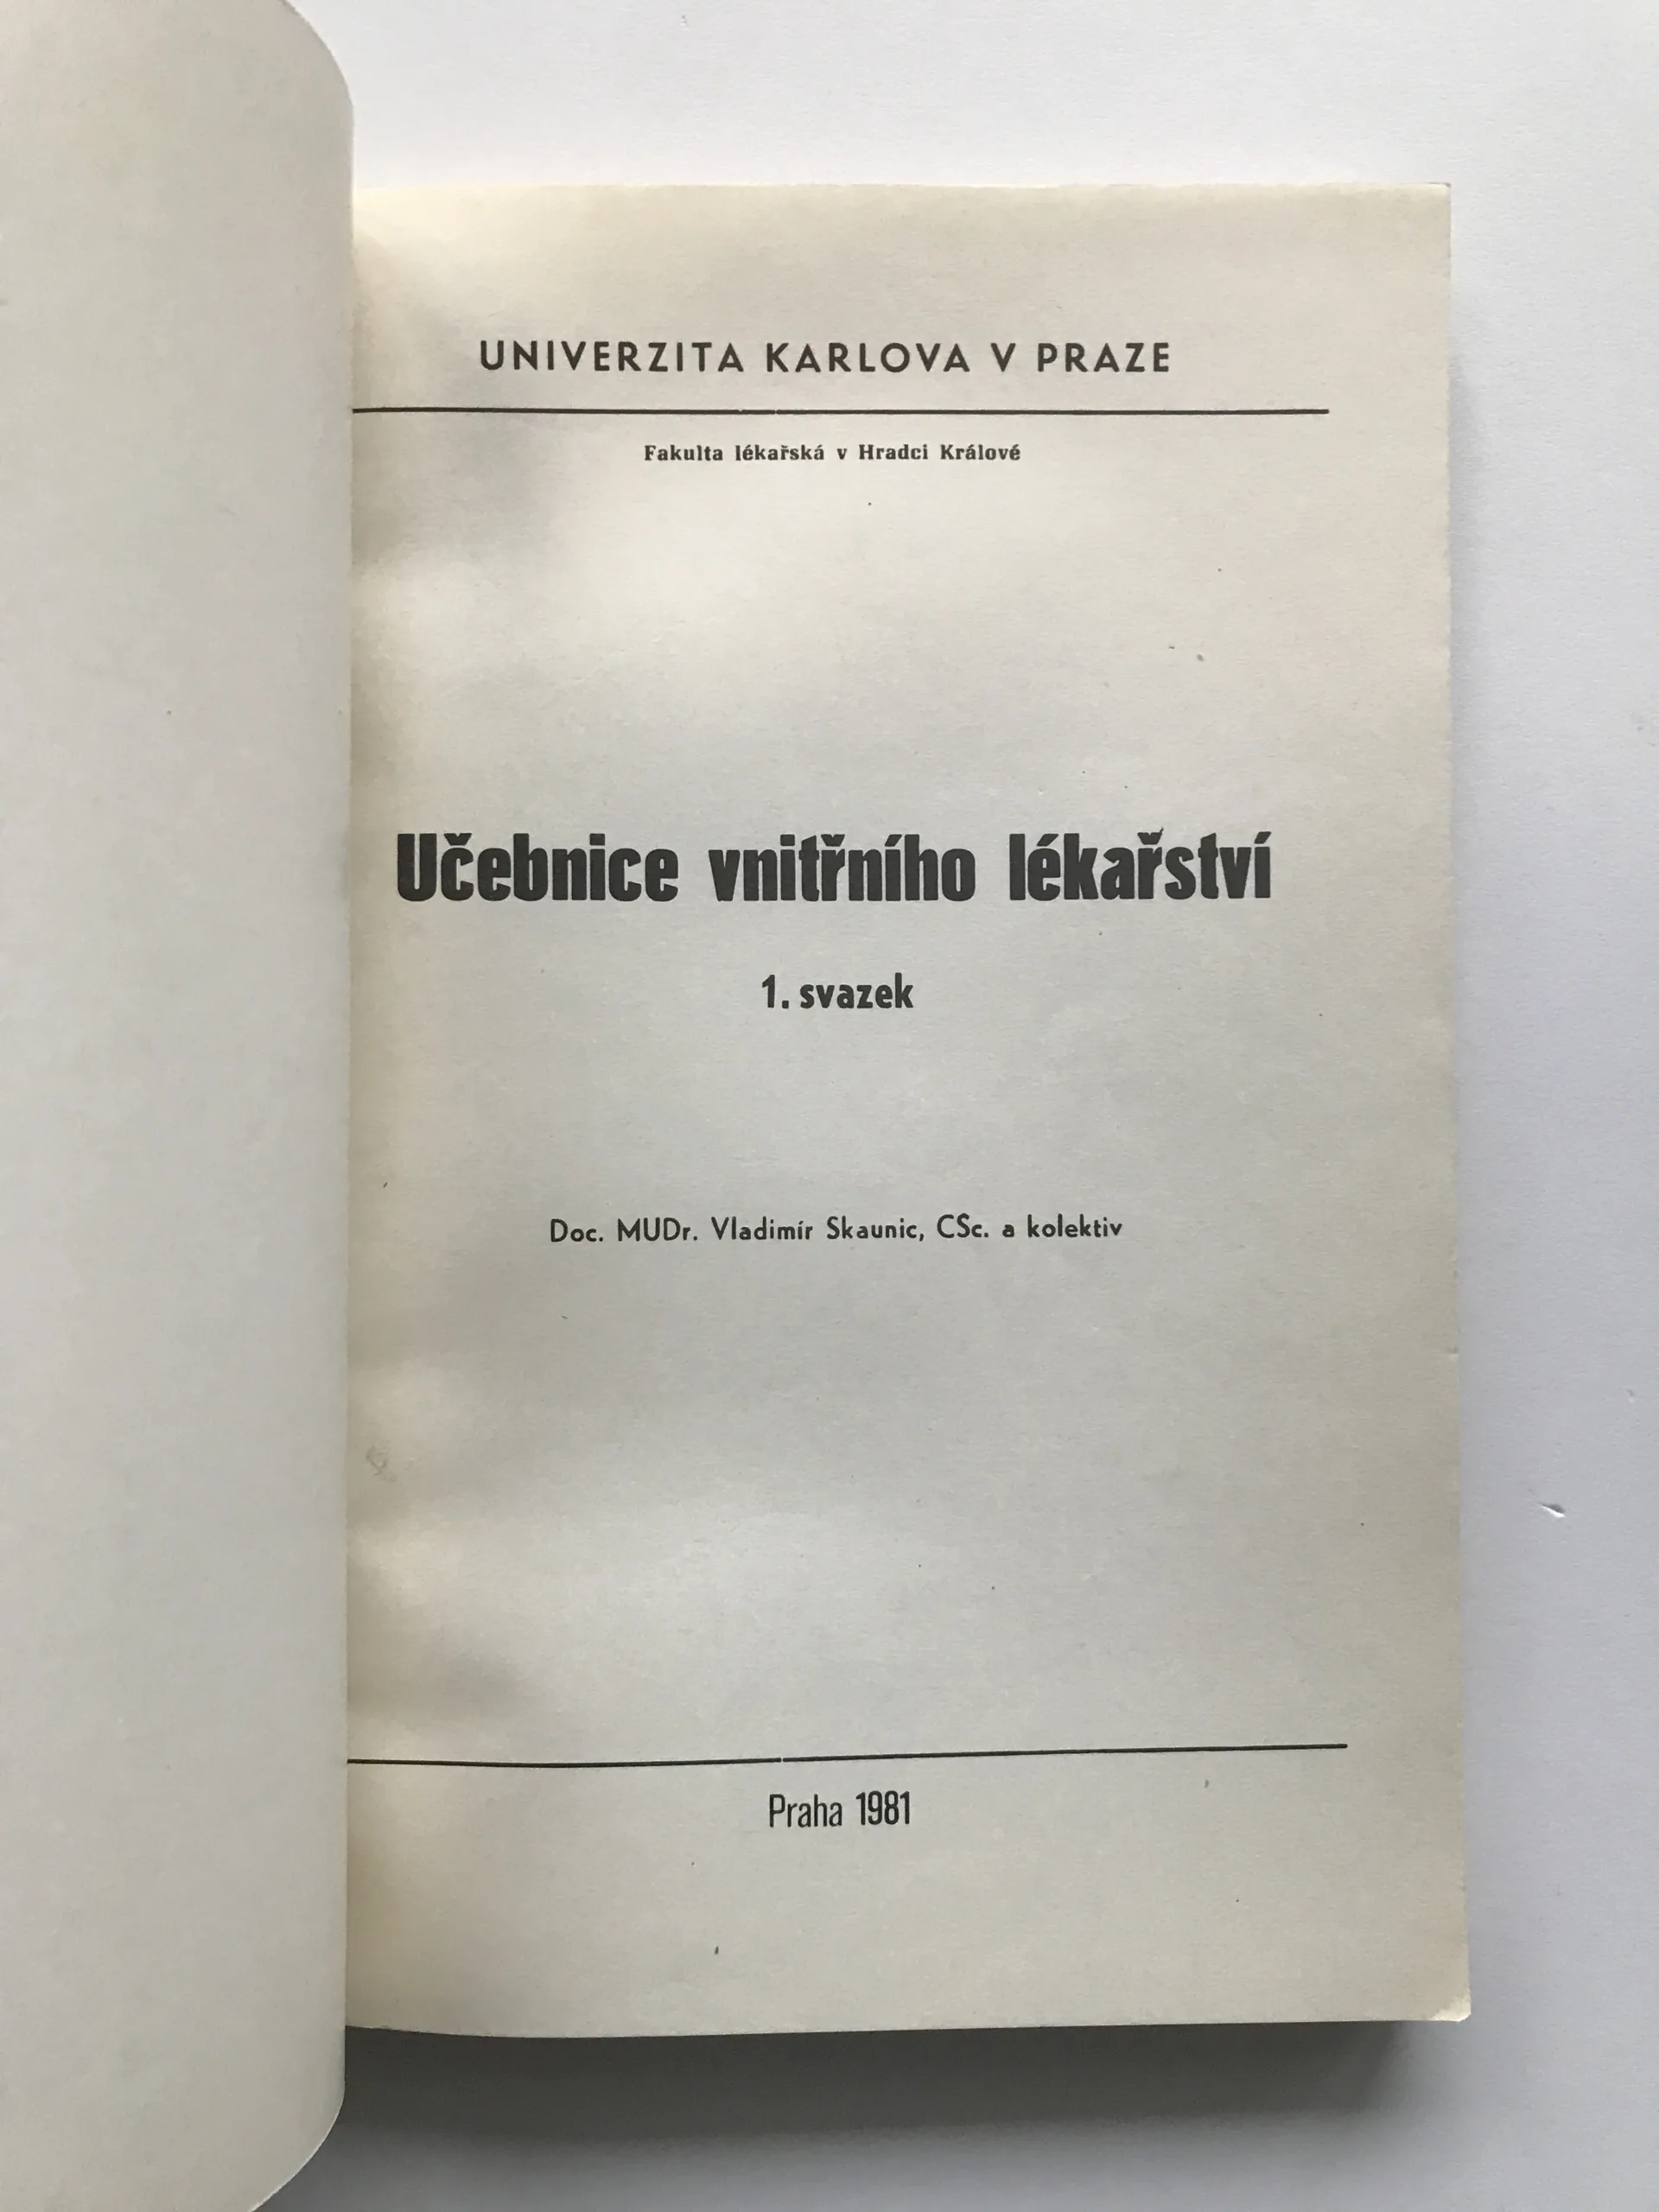 UNIVERZITA KARLOVA V PRAZE
Fakulta lékařská v Hradci Králové
Učebnice vnitřního lékařství
1. svazek
Doc. MUDr. Vladimír Skaunic, CSc. a kolektiv
Praha 1981